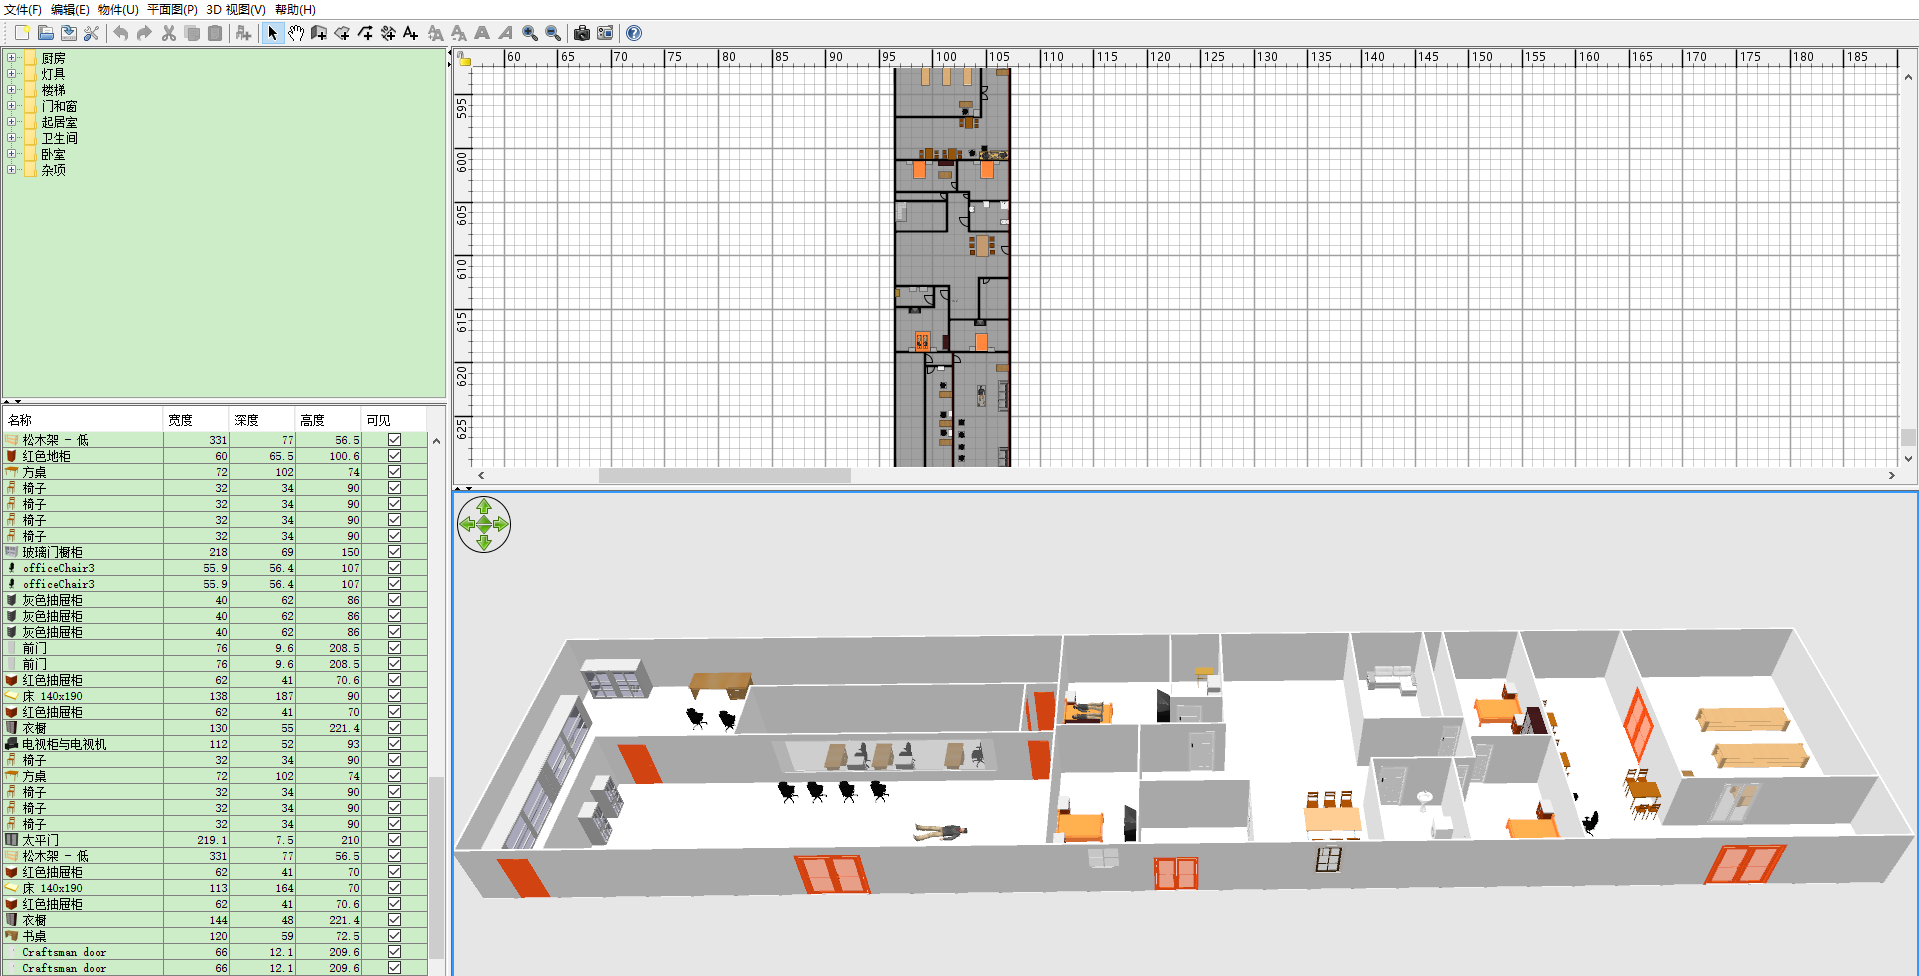 文件(F) 编辑(E) 物件(U) 平面图(P) 3D 视图(V) 帮助(H)
厨房
灯具
楼梯
门和窗
起居室
卫生间
卧室
杂项
60 65 70 75 80 85 90 95 100 105 110 115 120 125 130 135 140 145 150 155 160 165 170 175 180 185
595
600
605
610
615
620
625
名称 宽度 深度 高度 可见
松木架 - 低 331 77 56.5
红色地柜 60 65.5 100.6
方桌 72 102 74
椅子 32 34 90
椅子 32 34 90
椅子 32 34 90
椅子 32 34 90
玻璃门橱柜 218 69 150
officeChair3 55.9 56.4 107
officeChair3 55.9 56.4 107
灰色抽屉柜 40 62 86
灰色抽屉柜 40 62 86
灰色抽屉柜 40 62 86
前门 76 9.6 208.5
前门 76 9.6 208.5
红色抽屉柜 62 41 70.6
床 140x190 138 187 90
红色抽屉柜 62 41 70
衣橱 130 55 221.4
电视柜与电视机 112 52 93
椅子 32 34 90
方桌 72 102 74
椅子 32 34 90
椅子 32 34 90
椅子 32 34 90
太平门 219.1 7.5 210
松木架 - 低 331 77 56.5
红色抽屉柜 62 41 70
床 140x190 113 164 70
红色抽屉柜 62 41 70.6
衣橱 144 48 221.4
书桌 120 59 72.5
Craftsman door 66 12.1 209.6
Craftsman door 66 12.1 209.6